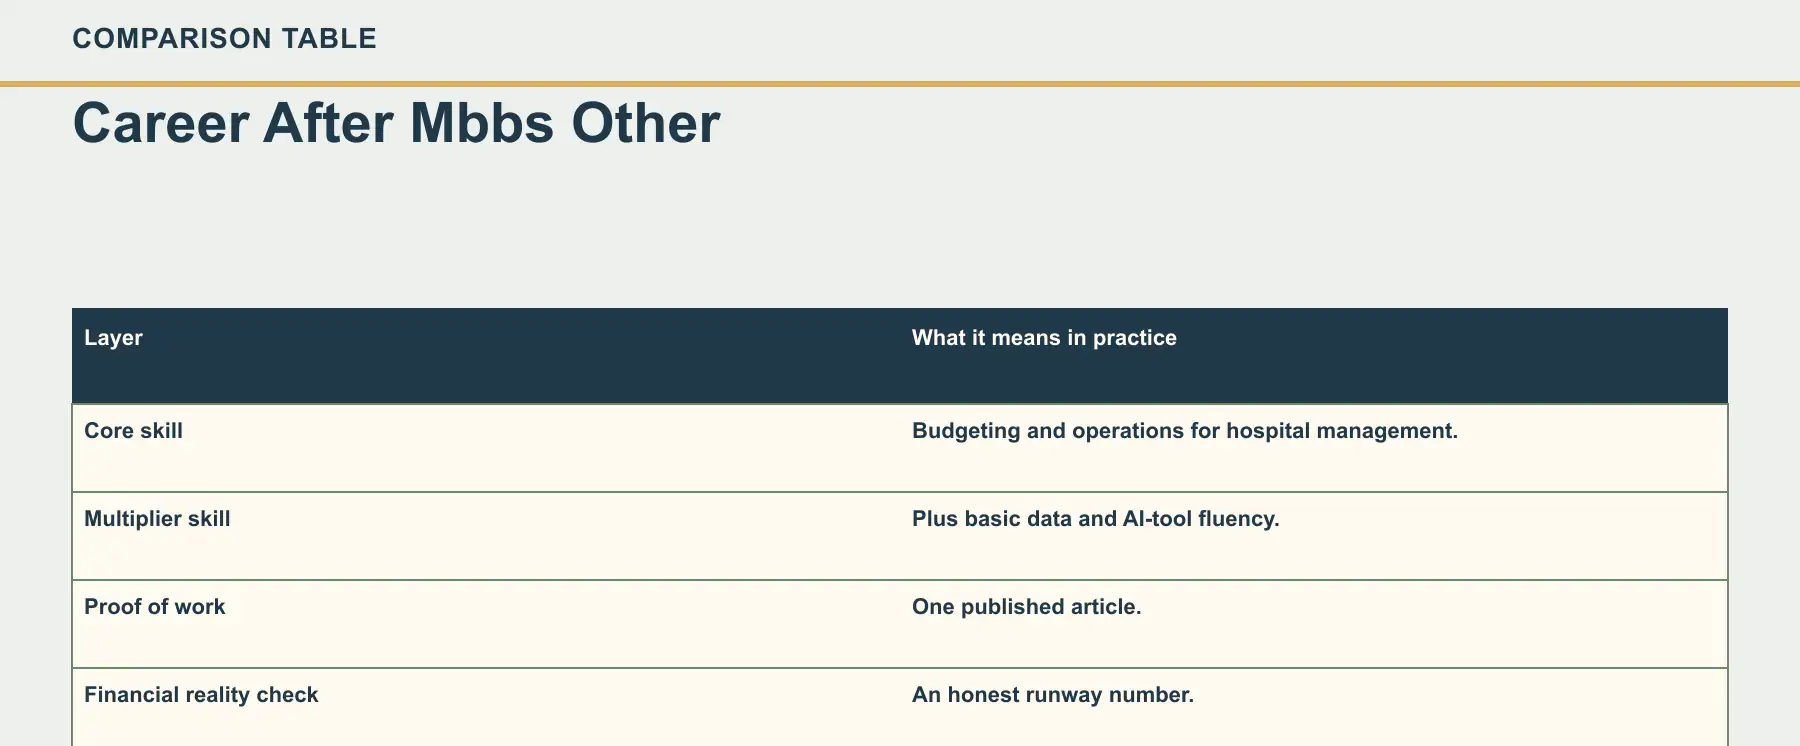 COMPARISON TABLE
Career After Mbbs Other
Layer What it means in practice
Core skill Budgeting and operations for hospital management.
Multiplier skill Plus basic data and AI-tool fluency.
Proof of work One published article.
Financial reality check An honest runway number.